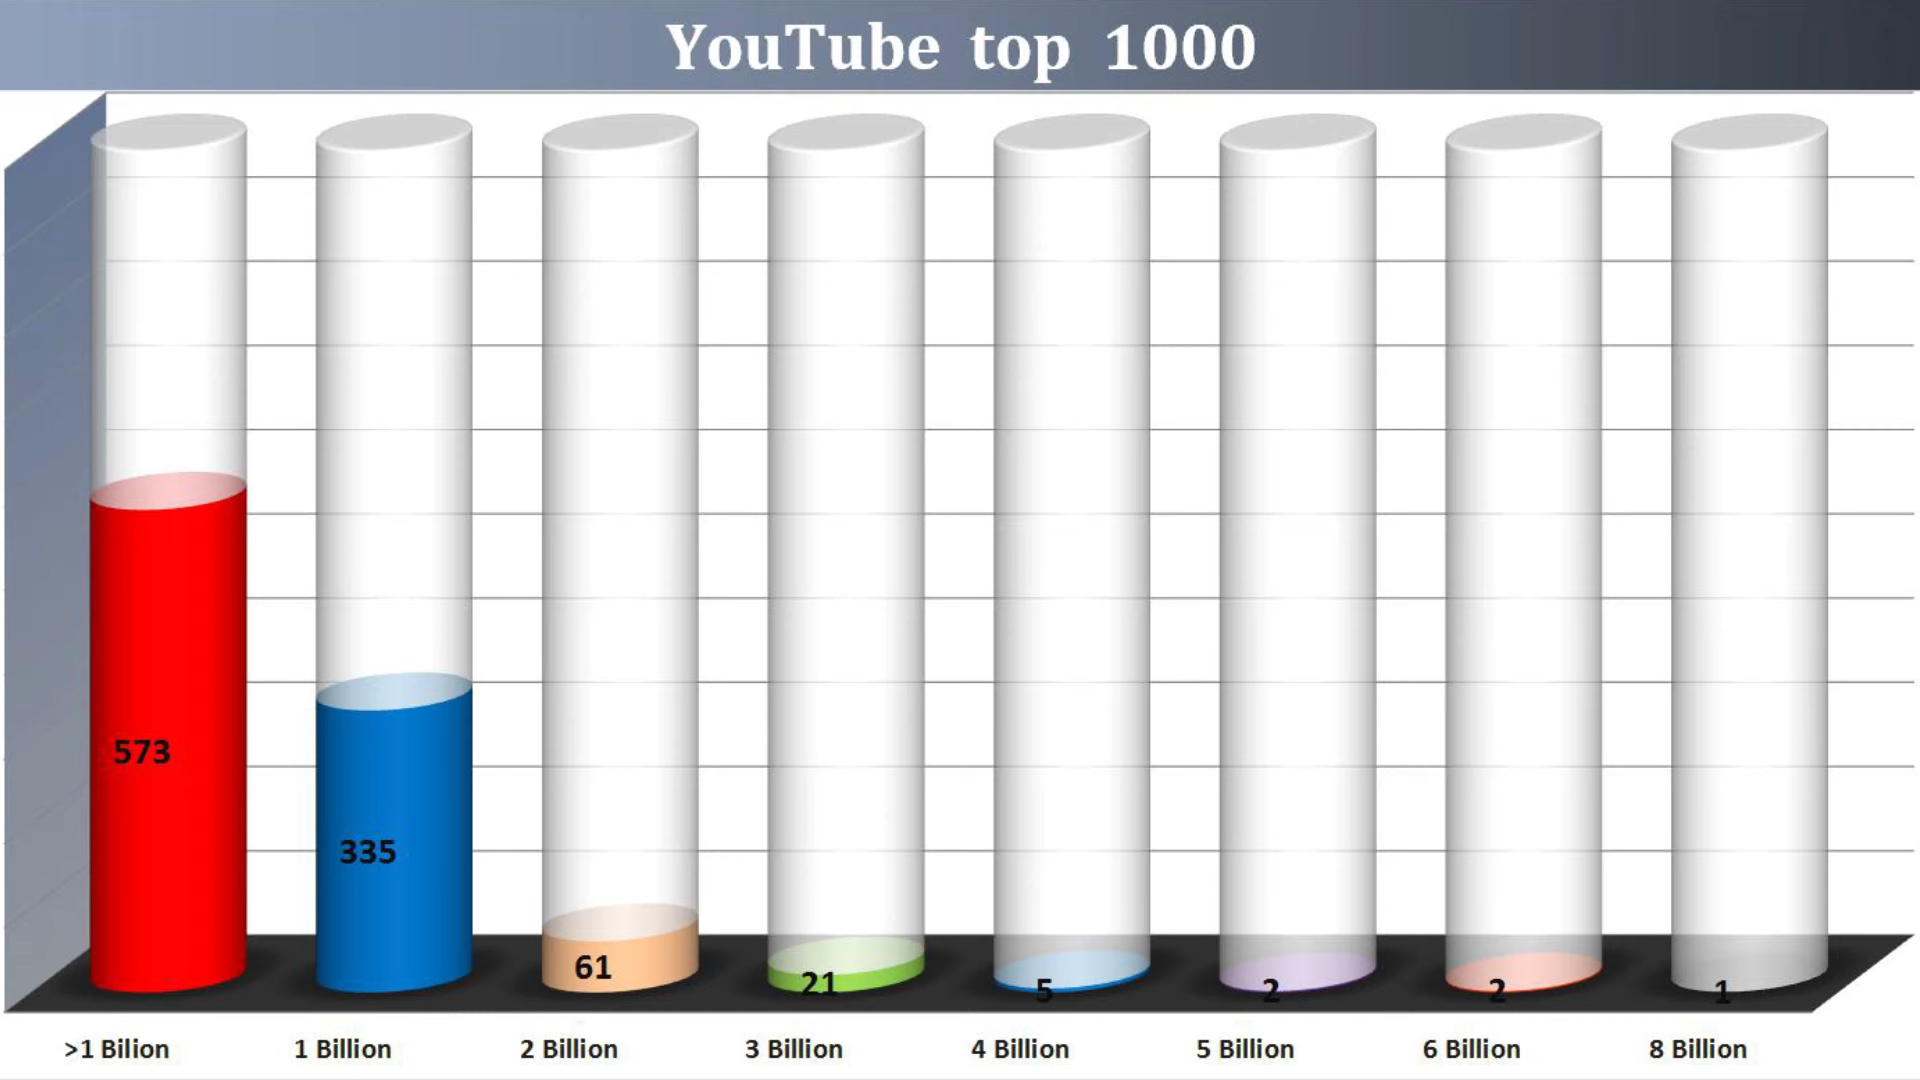 YouTube top 1000
573
335
61
21
5
2
2
1
>1 Bilion
1 Billion
2 Billion
3 Billion
4 Billion
5 Billion
6 Billion
8 Billion